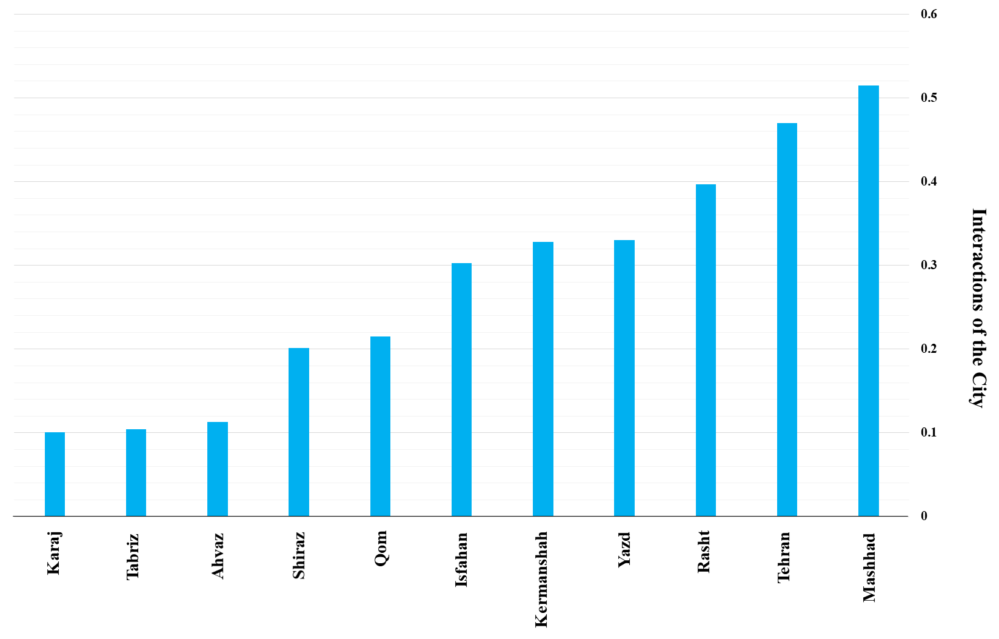 0.6
0.5
0.4
0.3
0.2
0.1
0
Interactions of the City
Karaj
Tabriz
Ahvaz
Shiraz
Qom
Isfahan
Kermanshah
Yazd
Rasht
Tehran
Mashhad